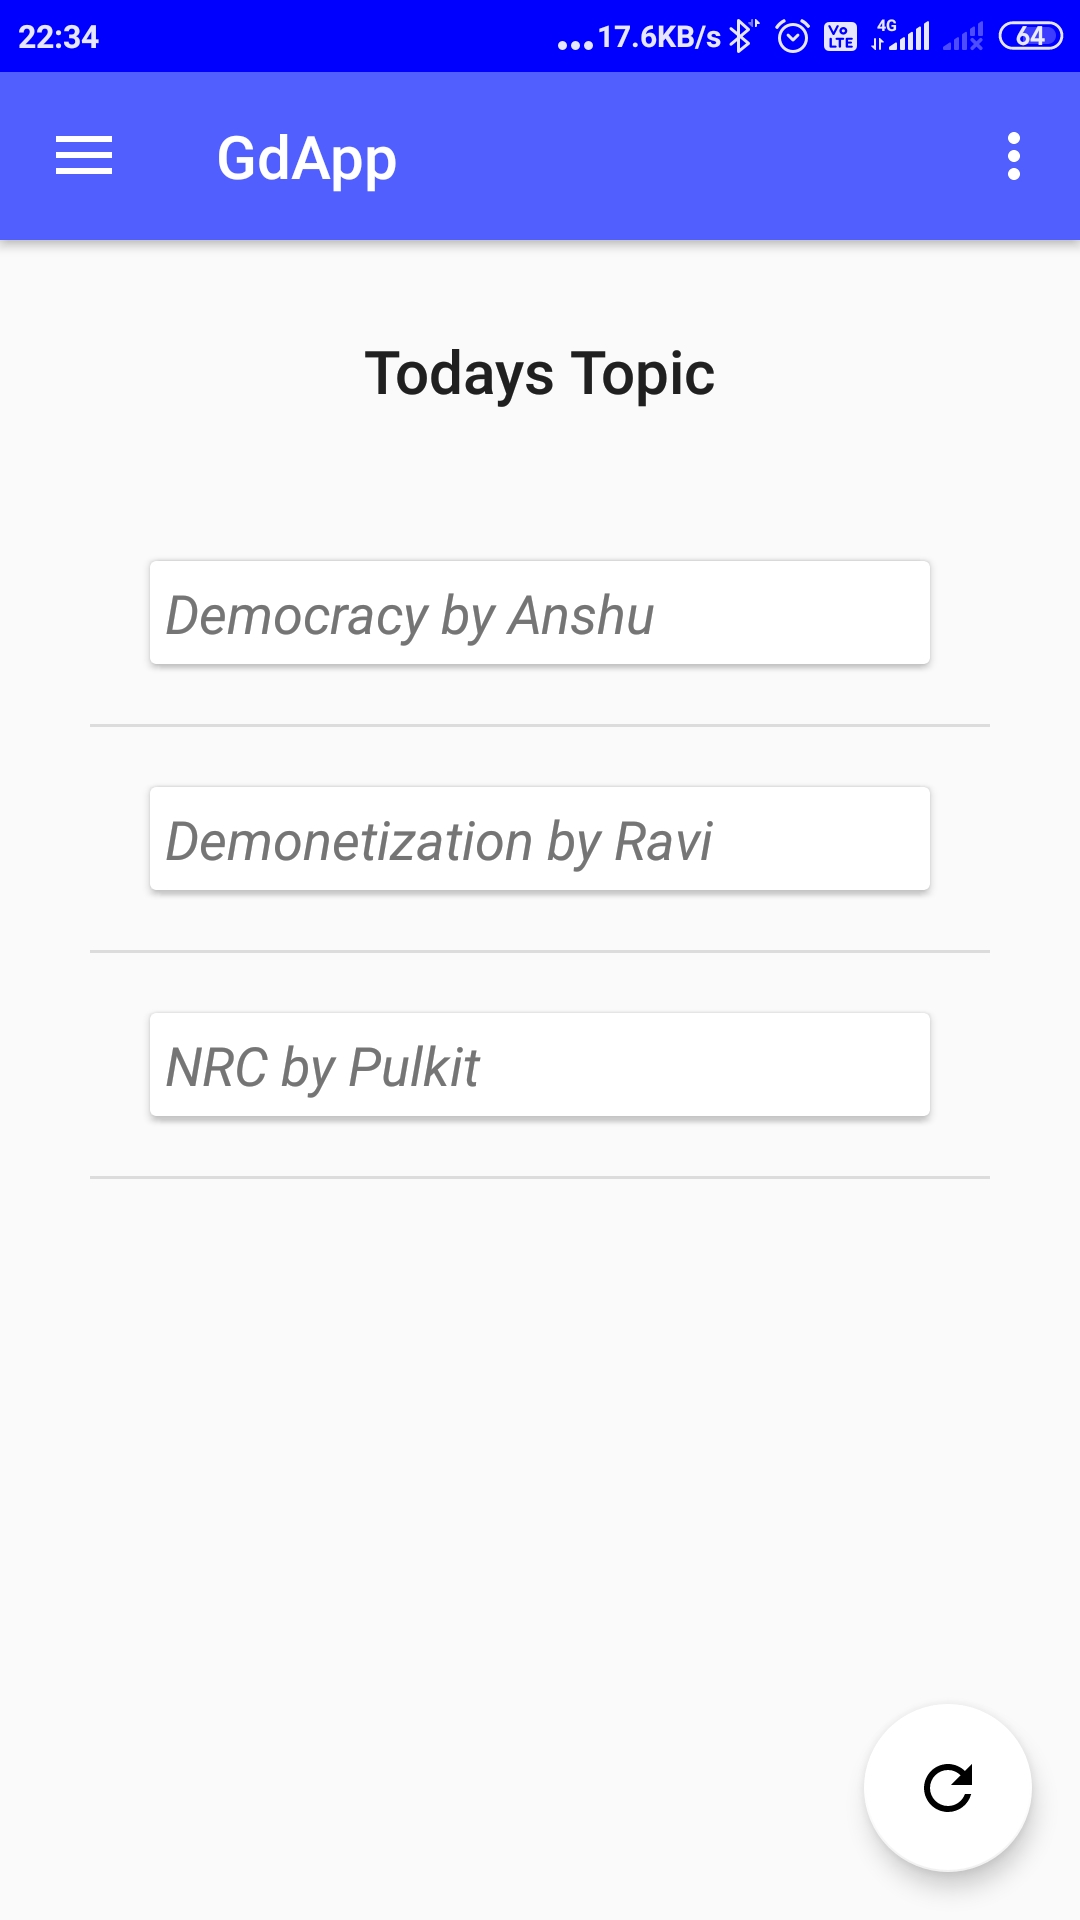 22:34 ...17.6KB/s Vo LTE 4G 64
GdApp
Todays Topic
Democracy by Anshu
Demonetization by Ravi
NRC by Pulkit